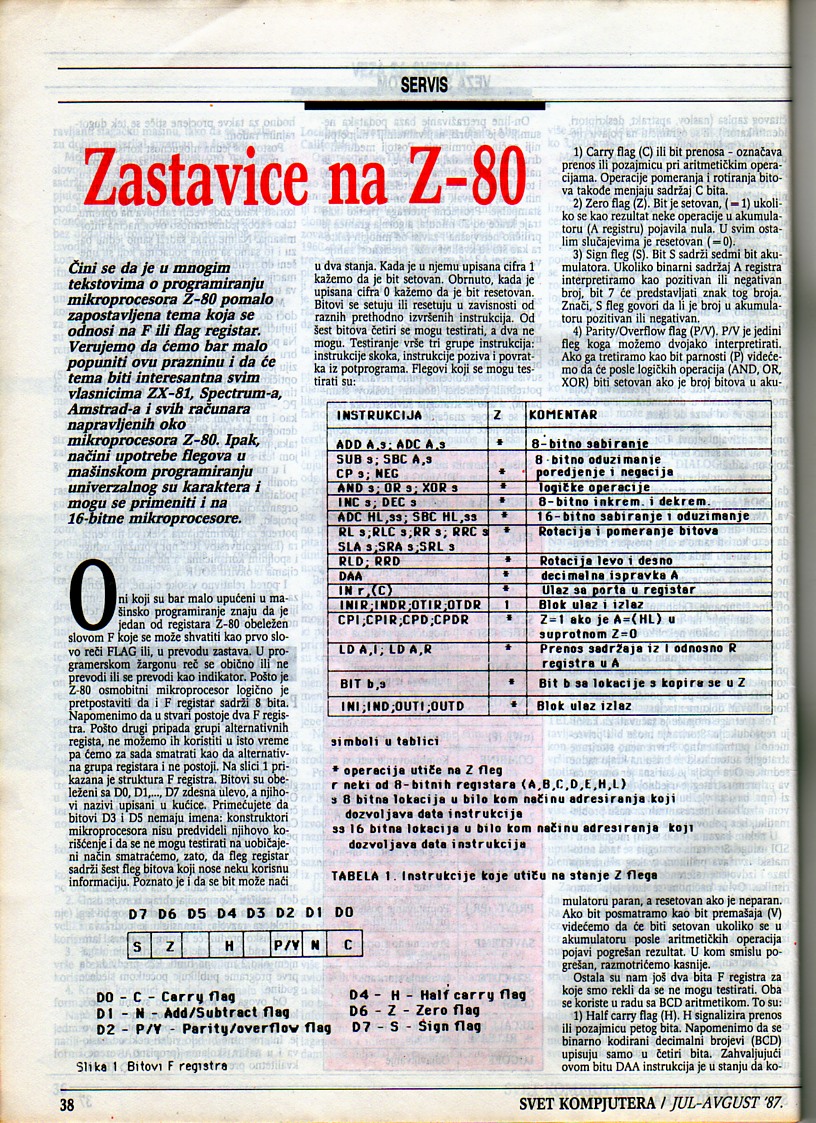 SERVIS
Zastavice na Z-80
Čini se da je u mnogim
tekstovima o programiranju
mikroprocesora Z-80 pomalo
zapostavljena tema koja se
odnosi na F ili flag registar.
Verujemo da ćemo bar malo
popuniti ovu prazninu i da će
tema biti interesantna svim
vlasnicima ZX-81, Spectrum-a,
Amstrad-a i svih računara
napravljenih oko
mikroprocesora Z-80. Ipak,
načini upotrebe flegova u
mašinskom programiranju
univerzalnog su karaktera i
mogu se primeniti i na
16-bitne mikroprocesore.
Oni koji su bar malo upućeni u ma-
šinsko programiranje znaju da je
jedan od registara Z-80 obeležen
slovom F koje se može shvatiti kao prvo slo-
vo reči FLAG ili, u prevodu zastava. U pro-
gramerskom žargonu reč se obično ili ne
prevodi ili se prevodi kao indikator. Pošto je
Z-80 osmobitni mikroprocesor logično je
pretpostaviti da i F registar sadrži 8 bita.
Napomenimo da u stvari postoje dva F regis-
tra. Pošto drugi pripada grupi alternativnih
regista, ne možemo ih koristiti u isto vreme
pa ćemo za sada smatrati kao da alternativ-
na grupa registara i ne postoji. Na slici 1 pri-
kazana je struktura F registra. Bitovi su obe-
leženi sa D0, D1,..., D7 zdesna ulevo, a njiho-
vi nazivi upisani u kućice. Primećujete da
bitovi D3 i D5 nemaju imena: konstruktori
mikroprocesora nisu predvideli njihovo ko-
rišćenje i da se ne mogu testirati na uobičaje-
ni način smatraćemo, zato, da fleg registar
sadrži šest fleg bitova koji nose neku korisnu
informaciju. Poznato je i da se bit može naći
u dva stanja. Kada je u njemu upisana cifra 1
kažemo da je bit setovan. Obrnuto, kada je
upisana cifra 0 kažemo da je bit resetovan.
Bitovi se setuju ili resetuju u zavisnosti od
raznih prethodno izvršenih instrukcija. Od
šest bitova četiri se mogu testirati, a dva ne
mogu. Testiranje vrše tri grupe instrukcija:
instrukcije skoka, instrukcije poziva i povrat-
ka iz potprograma. Flegovi koji se mogu tes-
tirati su:
1) Carry flag (C) ili bit prenosa - označava
prenos ili pozajmicu pri aritmetičkim opera-
cijama. Operacije pomeranja i rotiranja bito-
va takođe menjaju sadržaj C bita.
2) Zero flag (Z). Bit je setovan, (=1) ukoli-
ko se kao rezultat neke operacije u akumula-
toru (A registru) pojavila nula. U svim osta-
lim slučajevima je resetovan (=0).
3) Sign fleg (S). Bit S sadrži sedmi bit aku-
mulatora. Ukoliko binarni sadržaj A registra
interpretiramo kao pozitivan ili negativan
broj, bit 7 će predstavljati znak tog broja.
Znači, S fleg govori da li je broj u akumula-
toru pozitivan ili negativan.
4) Parity/Overflow flag (P/V). P/V je jedini
fleg koga možemo dvojako interpretirati.
Ako ga tretiramo kao bit parnosti (P) videće-
mo da će posle logičkih operacija (AND, OR,
XOR) biti setovan ako je broj bitova u aku-
INSTRUKCIJA Z KOMENTAR
ADD A,s; ADC A,s * 8-bitno sabiranje
SUB s; SBC A,s 8-bitno oduzimanje
CP s; NEG * poredjenje i negacija
AND s; OR s; XOR s * logičke operacije
INC s; DEC s * 8-bitno inkrem. i dekrem.
ADC HL,ss; SBC HL,ss * 16-bitno sabiranje i oduzimanje
RL s;RLC s;RR s; RRC s * Rotacija i pomeranje bitova
SLA s;SRA s;SRL s
RLD; RRD * Rotacija levo i desno
DAA * decimalna ispravka A
IN r,(C) * Ulaz sa porta u registar
INIR;INDR;OTIR;OTDR 1 Blok ulaz i izlaz
CPI;CPIR;CPD;CPDR * Z=1 ako je A=(HL) u
suprotnom Z=0
LD A,I; LD A,R * Prenos sadržaja iz I odnosno R
registra u A
BIT b,s * Bit b sa lokacije s kopira se u Z
INI;IND;OUTI;OUTD * Blok ulaz izlaz
simboli u tablici
* operacija utiče na Z fleg
r neki od 8-bitnih registara (A,B,C,D,E,H,L)
s 8 bitna lokacija u bilo kom načinu adresiranja koji
dozvoljava data instrukcija
ss 16 bitna lokacija u bilo kom načinu adresiranja koji
dozvoljava data instrukcija
TABELA 1. Instrukcije koje utiču na stanje Z flega
D7 D6 D5 D4 D3 D2 D1 D0
S Z H P/V N C
D0 - C - Carry flag
D1 - N - Add/Subtract flag
D2 - P/V - Parity/overflow flag
D4 - H - Half carry flag
D6 - Z - Zero flag
D7 - S - Sign flag
Slika 1 Bitovi F registra
mulatoru paran, a resetovan ako je neparan.
Ako bit posmatramo kao bit premašaja (V)
videćemo da će biti setovan ukoliko se u
akumulatoru posle aritmetičkih operacija
pojavi pogrešan rezultat. U kom smislu po-
grešan, razmotrićemo kasnije.
Ostala su nam još dva bita F registra za
koje smo rekli da se ne mogu testirati. Oba
se koriste u radu sa BCD aritmetikom. To su:
1) Half carry flag (H). H signalizira prenos
ili pozajmicu petog bita. Napomenimo da se
binarno kodirani decimalni brojevi (BCD)
upisuju samo u četiri bita. Zahvaljujući
ovom bitu DAA instrukcija je u stanju da ko-
38
SVET KOMPJUTERA / JUL-AVGUST '87.